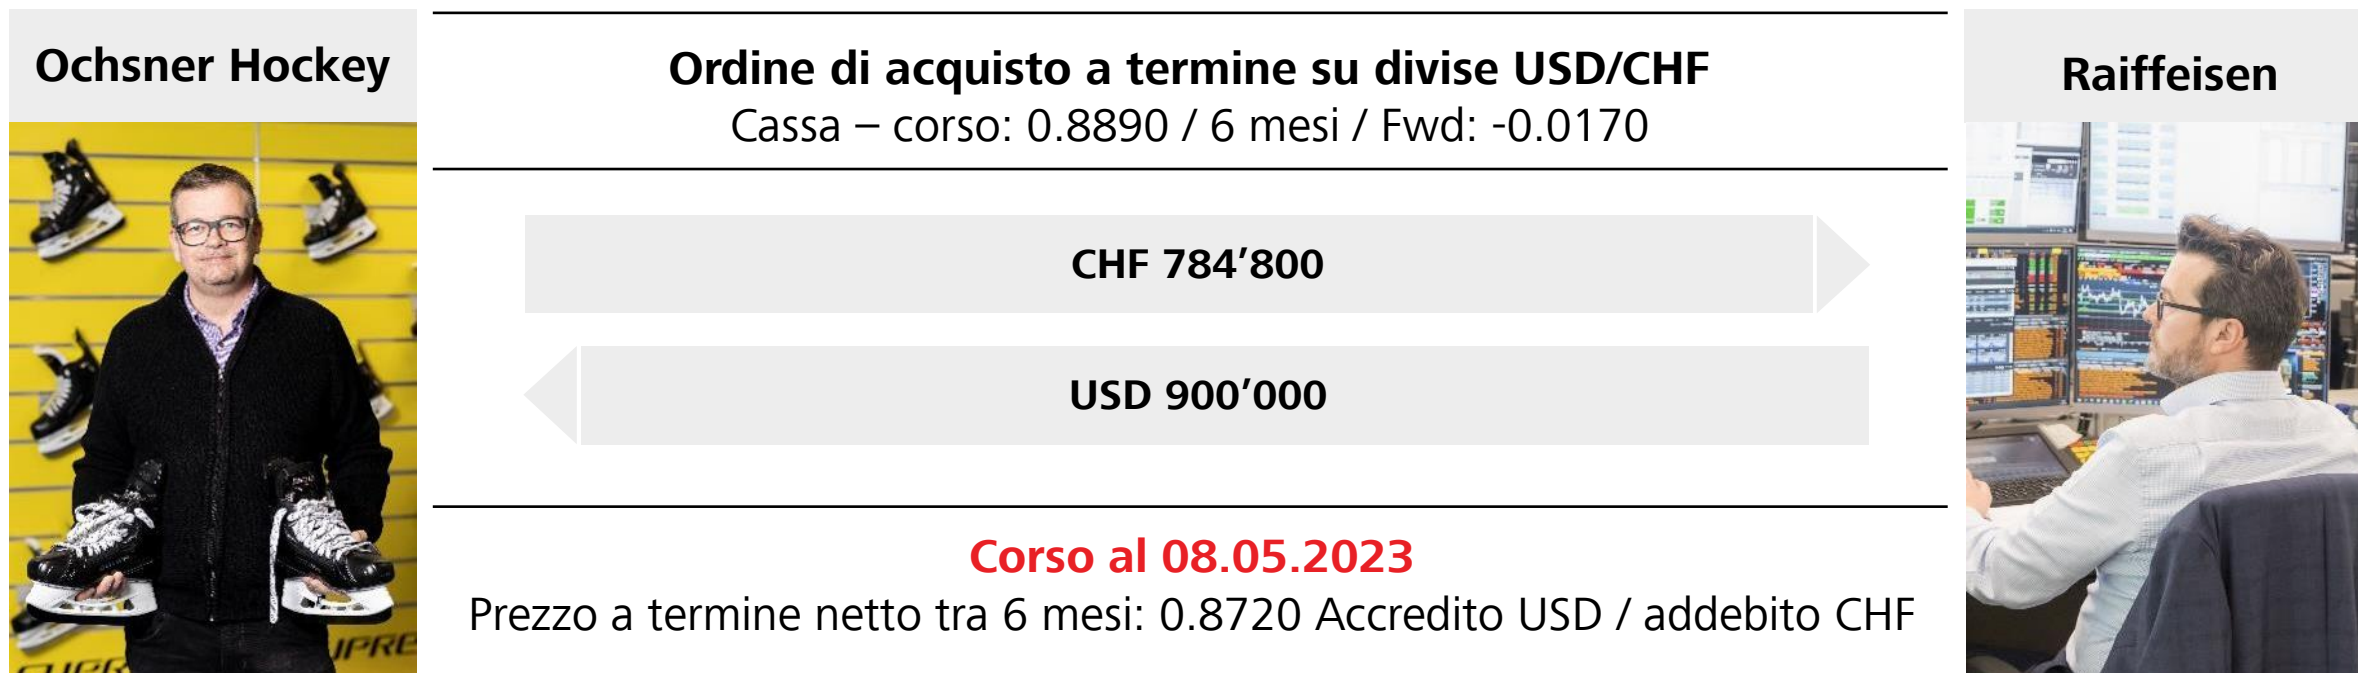 Ochsner Hockey
Ordine di acquisto a termine su divise USD/CHF
Cassa – corso: 0.8890 / 6 mesi / Fwd: -0.0170
Raiffeisen
CHF 784’800
USD 900’000
Corso al 08.05.2023
Prezzo a termine netto tra 6 mesi: 0.8720 Accredito USD / addebito CHF